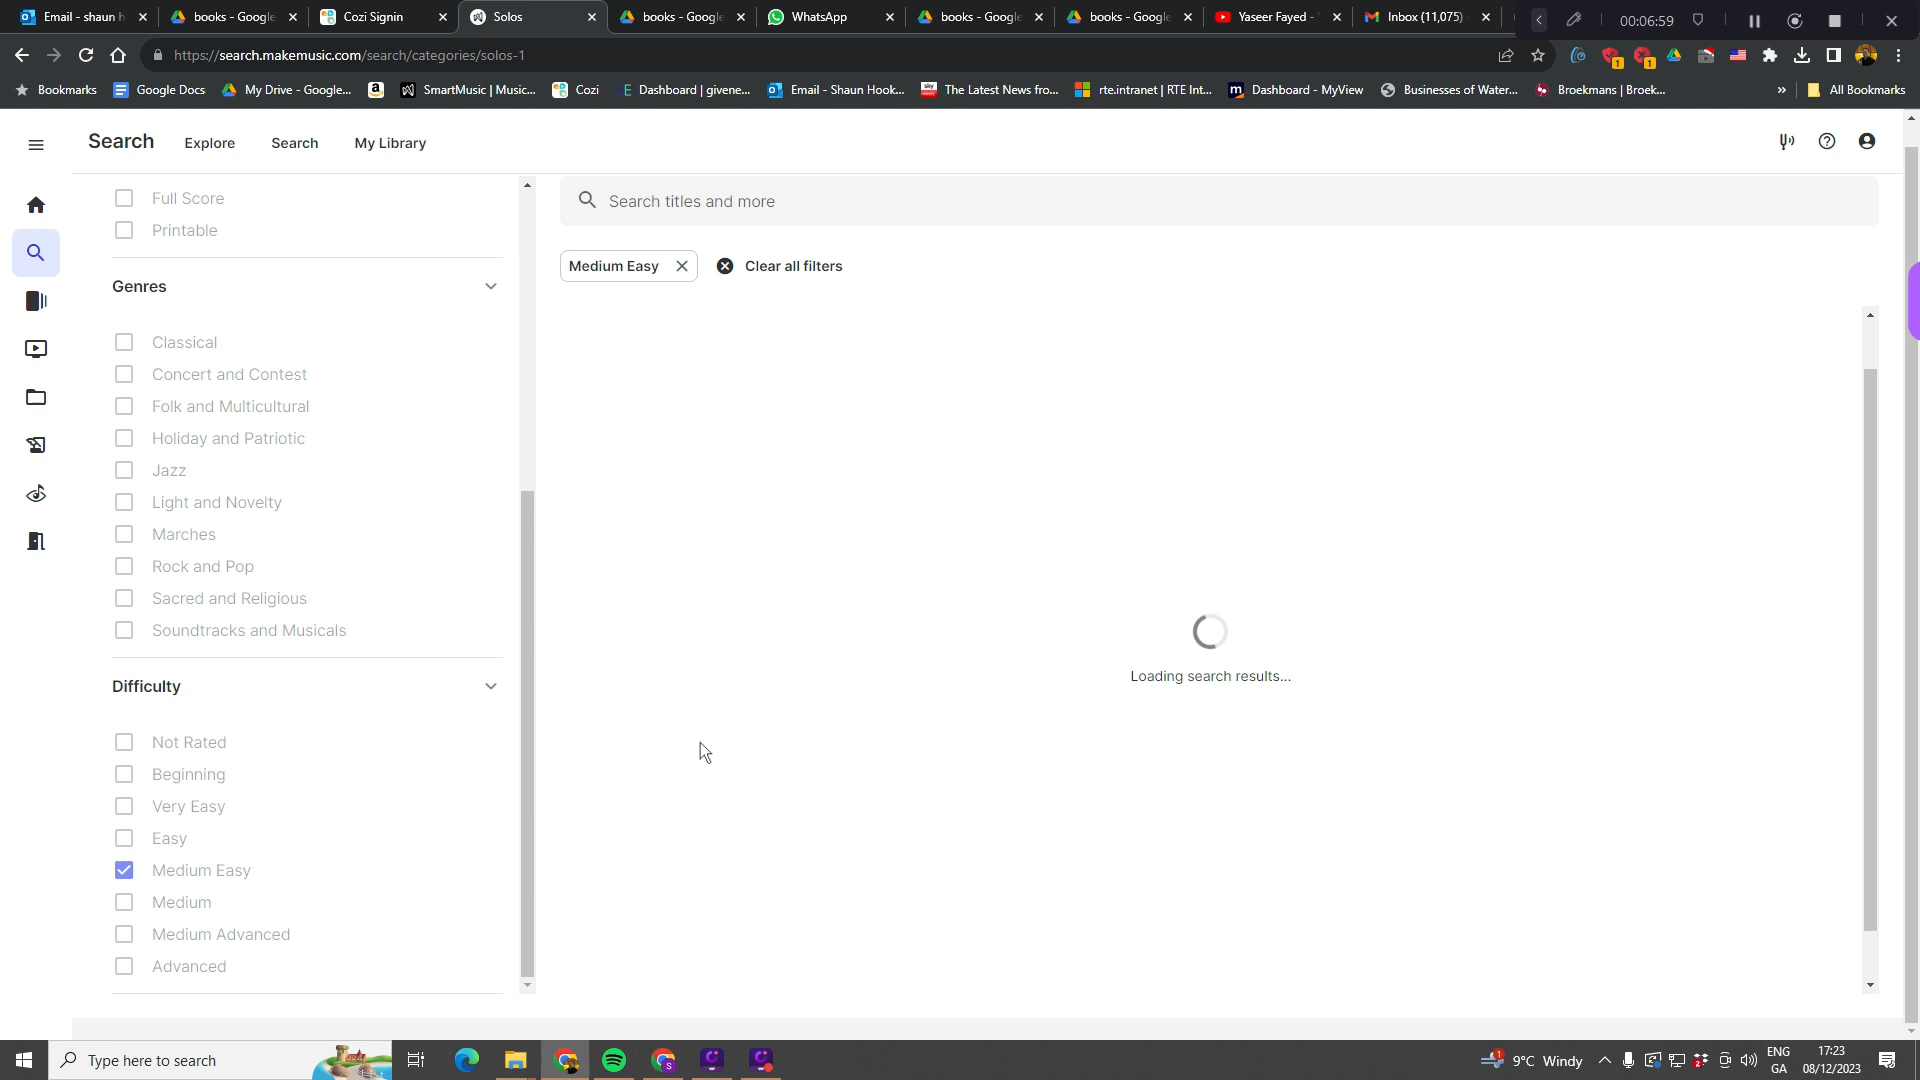 Email - shaun h
books - Google
Cozi Signin
Solos
books - Google
WhatsApp
books - Google
books - Google
Yaseer Fayed -
Inbox (11,075)
00:06:59
https://search.makemusic.com/search/categories/solos-1
Bookmarks
Google Docs
My Drive - Google...
SmartMusic | Music...
Cozi
Dashboard | givene...
Email - Shaun Hook...
The Latest News fro...
rte.intranet | RTE Int...
Dashboard - MyView
Businesses of Water...
Broekmans | Broek...
»
All Bookmarks
Search
Explore
Search
My Library
Full Score
Printable
Genres
Classical
Concert and Contest
Folk and Multicultural
Holiday and Patriotic
Jazz
Light and Novelty
Marches
Rock and Pop
Sacred and Religious
Soundtracks and Musicals
Difficulty
Not Rated
Beginning
Very Easy
Easy
Medium Easy
Medium
Medium Advanced
Advanced
Search titles and more
Medium Easy
Clear all filters
Loading search results...
Type here to search
9°C Windy
ENG
GA
17:23
08/12/2023